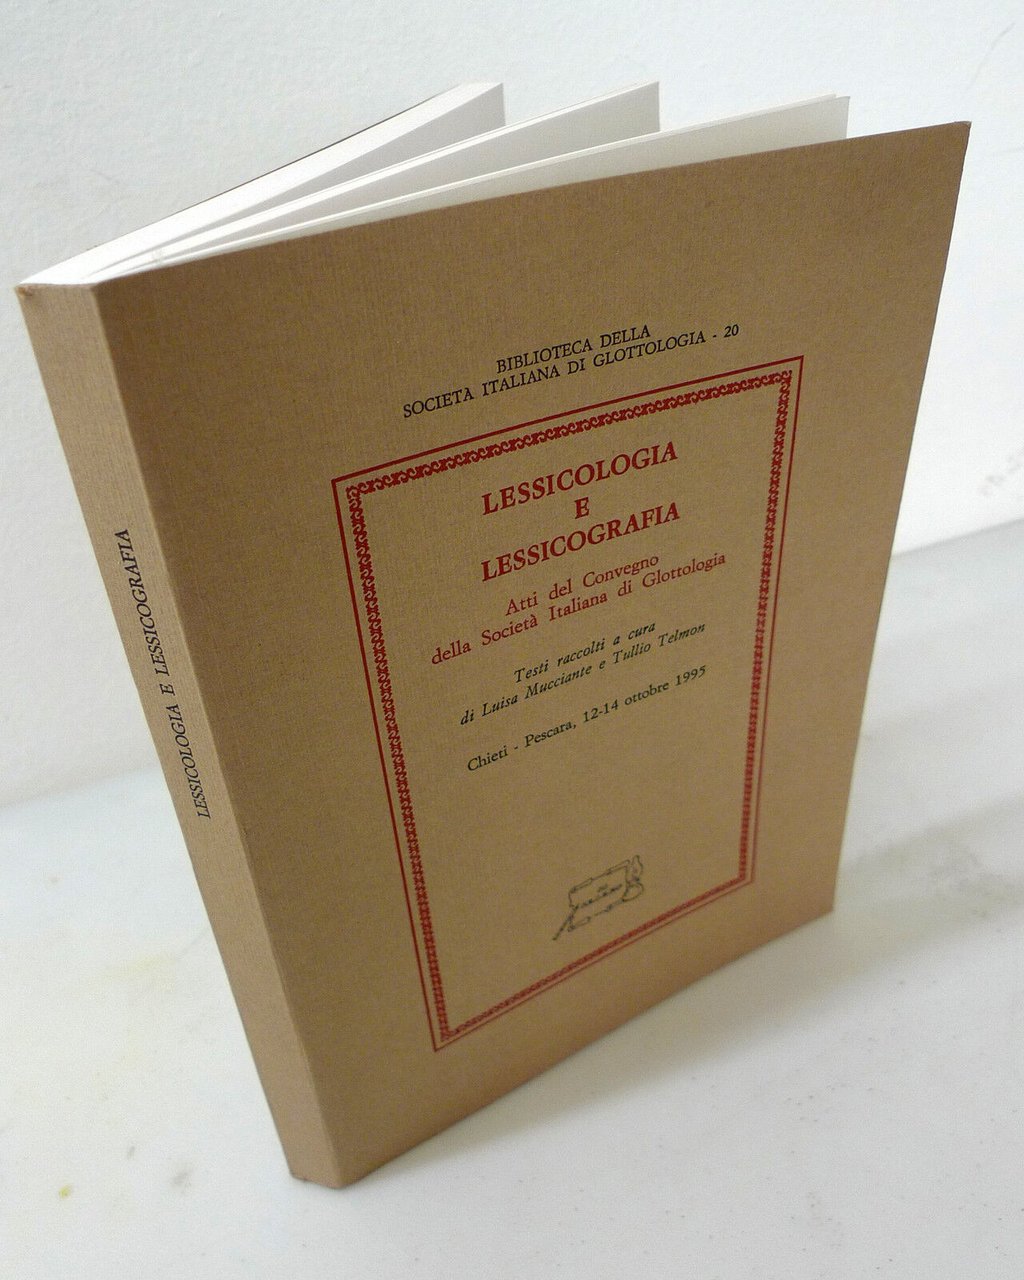 BIBLIOTECA DELLA
SOCIETÀ ITALIANA DI GLOTTOLOGIA - 20
LESSICOLOGIA
E
LESSICOGRAFIA
Atti del Convegno
della Società Italiana di Glottologia
Testi raccolti a cura
di Luisa Mucciante e Tullio Telmon
Chieti - Pescara, 12-14 ottobre 1995
LESSICOLOGIA E LESSICOGRAFIA